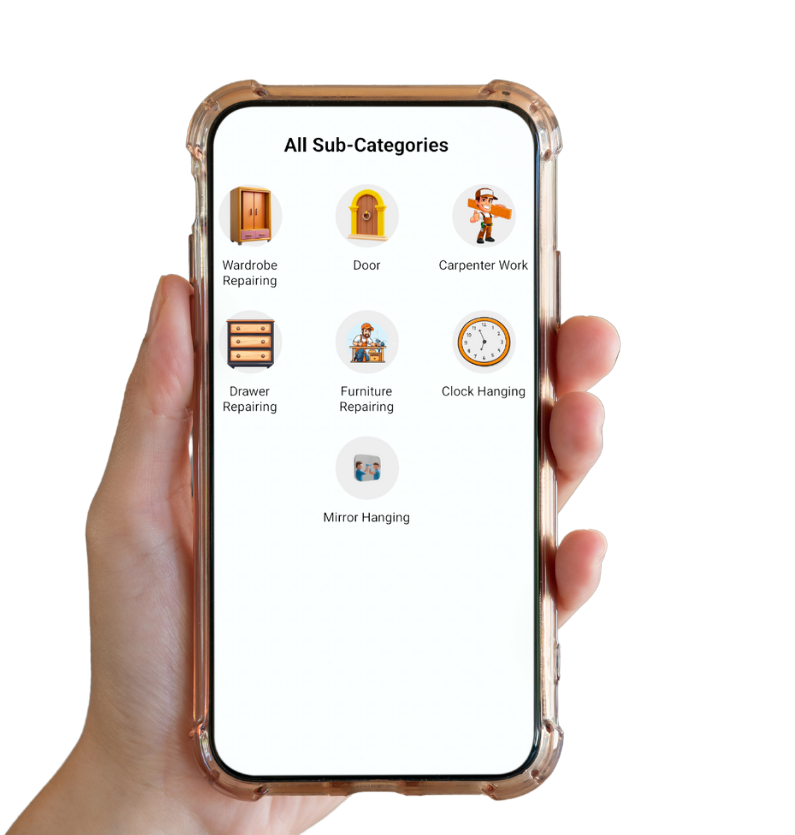 All Sub-Categories
Wardrobe
Repairing
Door
Carpenter Work
Drawer
Repairing
Furniture
Repairing
Clock Hanging
Mirror Hanging